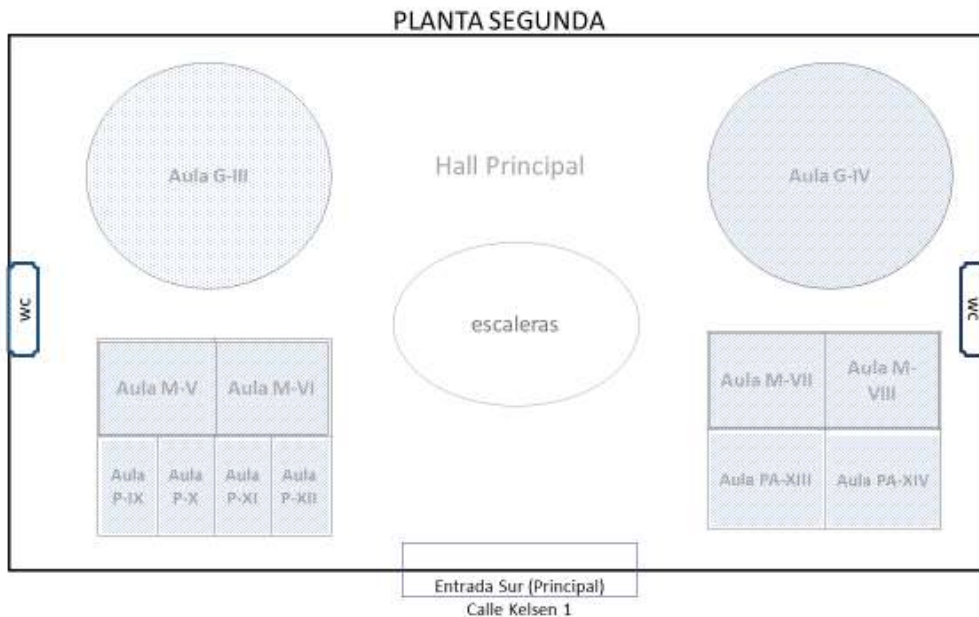 PLANTA SEGUNDA
Aula G-III
Hall Principal
Aula G-IV
wc
escaleras
wc
Aula M-V
Aula M-VI
Aula M-VII
Aula M-
VIII
Aula
P-IX
Aula
P-X
Aula
P-XI
Aula
P-XII
Aula PA-XIII
Aula PA-XIV
Entrada Sur (Principal)
Calle Kelsen 1